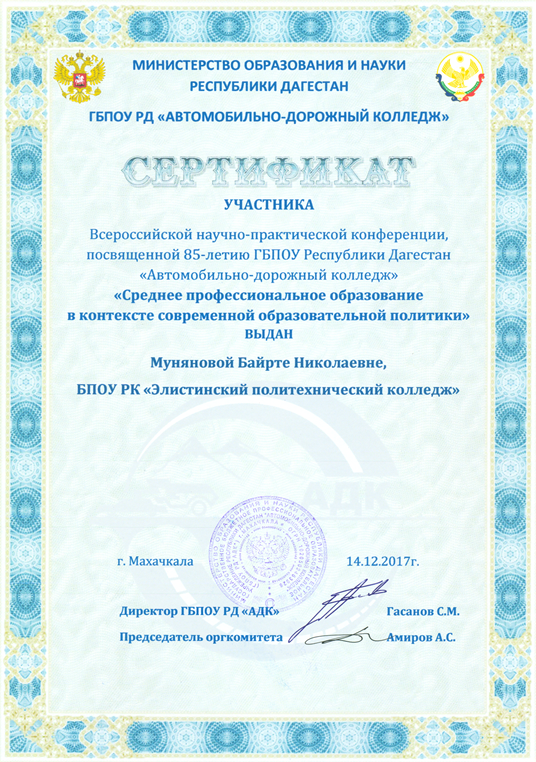 МИНИСТЕРСТВО ОБРАЗОВАНИЯ И НАУКИ
РЕСПУБЛИКИ ДАГЕСТАН
ГБПОУ РД «АВТОМОБИЛЬНО-ДОРОЖНЫЙ КОЛЛЕДЖ»
СЕРТИФИКАТ
УЧАСТНИКА
Всероссийской научно-практической конференции,
посвященной 85-летию ГБПОУ Республики Дагестан
«Автомобильно-дорожный колледж»
«Среднее профессиональное образование
в контексте современной образовательной политики»
ВЫДАН
Муняновой Байрте Николаевне,
БПОУ РК «Элистинский политехнический колледж»
АДК
г. Махачкала 14.12.2017г.
Директор ГБПОУ РД «АДК» Гасанов С.М.
Председатель оргкомитета Амиров А.С.